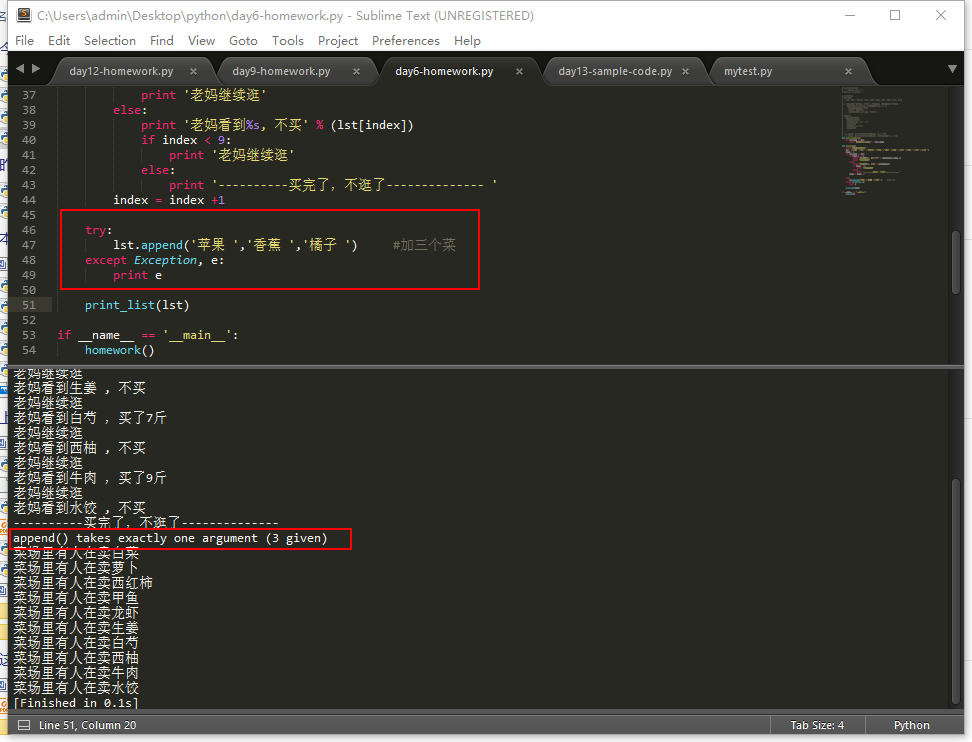 C:\Users\admin\Desktop\python\day6-homework.py - Sublime Text (UNREGISTERED)
File Edit Selection Find View Goto Tools Project Preferences Help
day12-homework.py × day9-homework.py × day6-homework.py × day13-sample-code.py × mytest.py ×
37 print '老妈继续逛'
38 else:
39 print '老妈看到%s, 不买' % (lst[index])
40 if index < 9:
41 print '老妈继续逛'
42 else:
43 print '----------买完了, 不逛了-------------- '
44 index = index +1
45
46 try:
47 lst.append('苹果 ','香蕉 ','橘子 ') #加三个菜
48 except Exception, e:
49 print e
50
51 print_list(lst)
52
53 if __name__ == '__main__':
54 homework()
老妈继续逛
老妈看到生姜 , 不买
老妈继续逛
老妈看到白芍 , 买了7斤
老妈继续逛
老妈看到西柚 , 不买
老妈继续逛
老妈看到牛肉 , 买了9斤
老妈继续逛
老妈看到水饺 , 不买
----------买完了, 不逛了--------------
append() takes exactly one argument (3 given)
菜场里有人在卖白菜
菜场里有人在卖萝卜
菜场里有人在卖西红柿
菜场里有人在卖甲鱼
菜场里有人在卖龙虾
菜场里有人在卖生姜
菜场里有人在卖白芍
菜场里有人在卖西柚
菜场里有人在卖牛肉
菜场里有人在卖水饺
[Finished in 0.1s]
Line 51, Column 20 Tab Size: 4 Python